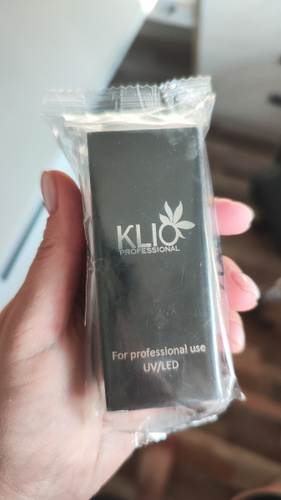 KLIO
PROFESSIONAL
For professional use
UV/LED